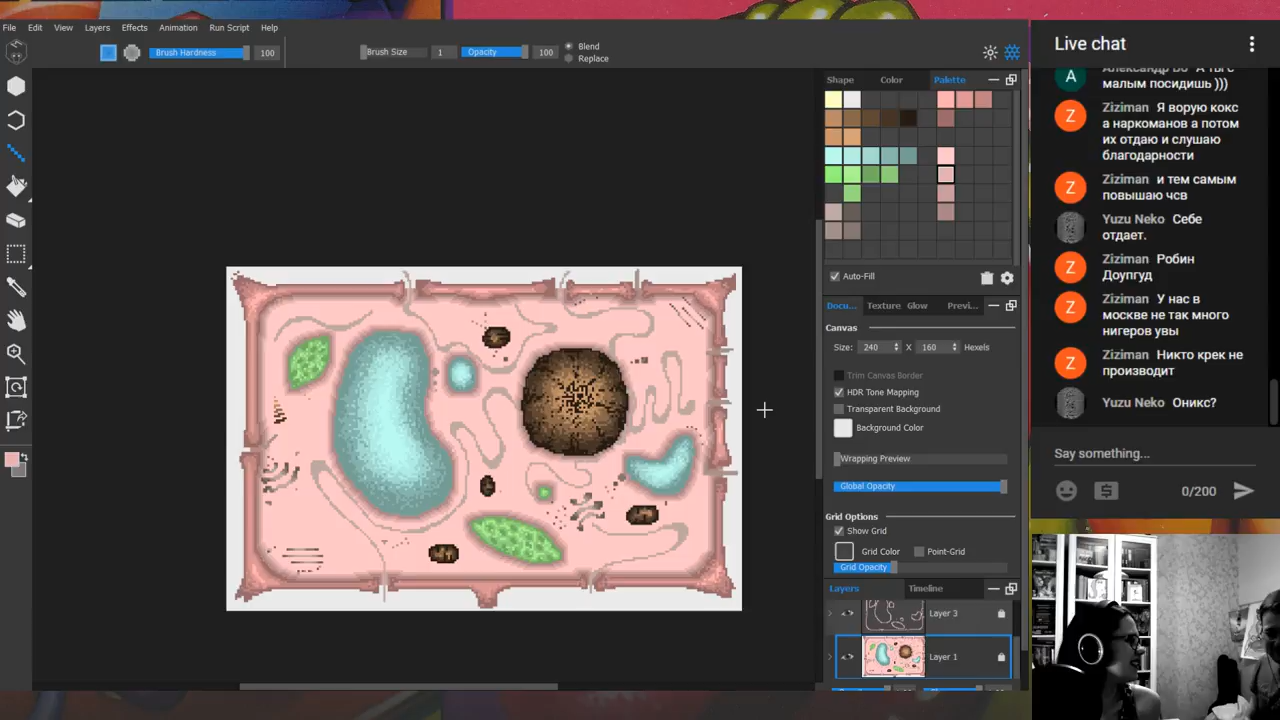 File Edit View Layers Effects Animation Run Script Help
Brush Hardness 100 Brush Size 1 Opacity 100 Blend
Replace
Shape Color Palette
Auto-Fill
Docu... Texture Glow Previ...
Canvas
Size: 240 X 160 Hexels
Trim Canvas Border
HDR Tone Mapping
Transparent Background
Background Color
Wrapping Preview
Global Opacity
Grid Options
Show Grid
Grid Color Point-Grid
Grid Opacity
Layers Timeline
Layer 3
Layer 1
Live chat
А ты с
малым посидишь )))
Ziziman Я ворую кокс
а наркоманов а потом
их отдаю и слушаю
благодарности
Ziziman и тем самым
повышаю чсв
Yuzu Neko Себе
отдает.
Ziziman Робин
Доупгуд
Ziziman У нас в
москве не так много
нигеров увы
Ziziman Никто крек не
производит
Yuzu Neko Оникс?
Say something...
0/200